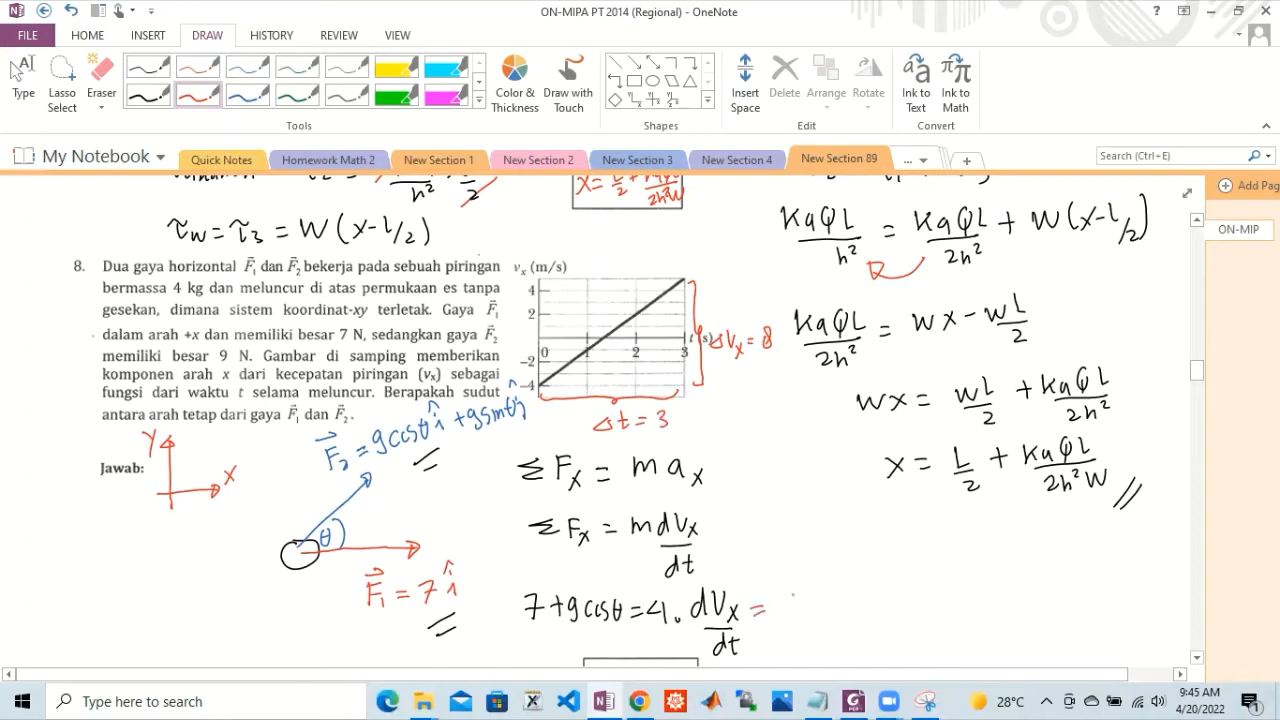 ON-MIPA PT 2014 (Regional) - OneNote
FILE HOME INSERT DRAW HISTORY REVIEW VIEW
Type Lasso Select Eraser Color & Thickness Draw with Touch Insert Space Delete Arrange Rotate Ink to Text Ink to Math
Tools Shapes Edit Convert
My Notebook Quick Notes Homework Math 2 New Section 1 New Section 2 New Section 3 New Section 4 New Section 89 ... Search (Ctrl+E)
Add Pag
ON-MIP
τw = τ3 = W (x-L/2)
8. Dua gaya horizontal F₁ dan F₂ bekerja pada sebuah piringan
bermassa 4 kg dan meluncur di atas permukaan es tanpa
gesekan, dimana sistem koordinat-xy terletak. Gaya F₁
dalam arah +x dan memiliki besar 7 N, sedangkan gaya F₂
memiliki besar 9 N. Gambar di samping memberikan
komponen arah x dari kecepatan piringan (vₓ) sebagai
fungsi dari waktu t selama meluncur. Berapakah sudut
antara arah tetap dari gaya F₁ dan F₂.
Jawab:
vₓ (m/s)
4
2
0 1 2 3 t (s)
-2
-4
ΔVx = 8
Δt = 3
Y
X
F₂ = 9cosθ î + 9sinθ ĵ
θ
F₁ = 7 î
ΣFx = m ax
ΣFx = m dVx/dt
7 + 9cosθ = 4. dVx/dt =
KqQL/h² = KqQL/2h² + W(x-L/2)
KqQL/2h² = Wx - WL/2
Wx = WL/2 + KqQL/2h²
x = L/2 + KqQL/2h²W
Type here to search
28°C
9:45 AM
4/20/2022